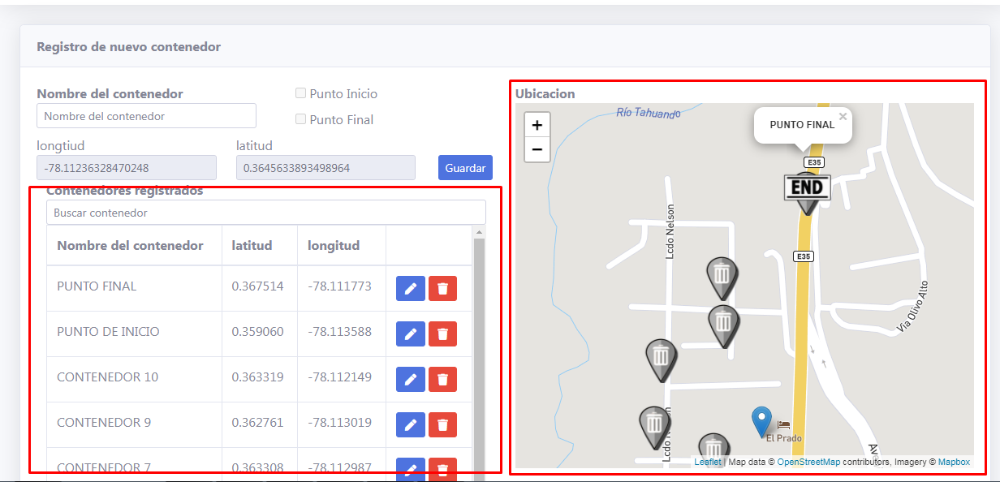 Registro de nuevo contenedor
Nombre del contenedor
Nombre del contenedor
Punto Inicio
Punto Final
longtiud
latitud
-78.11236328470248
0.3645633893498964
Guardar
Contenedores registrados
Buscar contenedor
Nombre del contenedor latitud longitud
PUNTO FINAL 0.367514 -78.111773
PUNTO DE INICIO 0.359060 -78.113588
CONTENEDOR 10 0.363319 -78.112149
CONTENEDOR 9 0.362761 -78.113019
CONTENEDOR 7 0.363308 -78.112987
Ubicacion
+
−
Río Tahuando
PUNTO FINAL
×
E35
END
Lcdo Nelson
E35
Via Olivo Alto
El Prado
Leaflet | Map data © OpenStreetMap contributors, Imagery © Mapbox